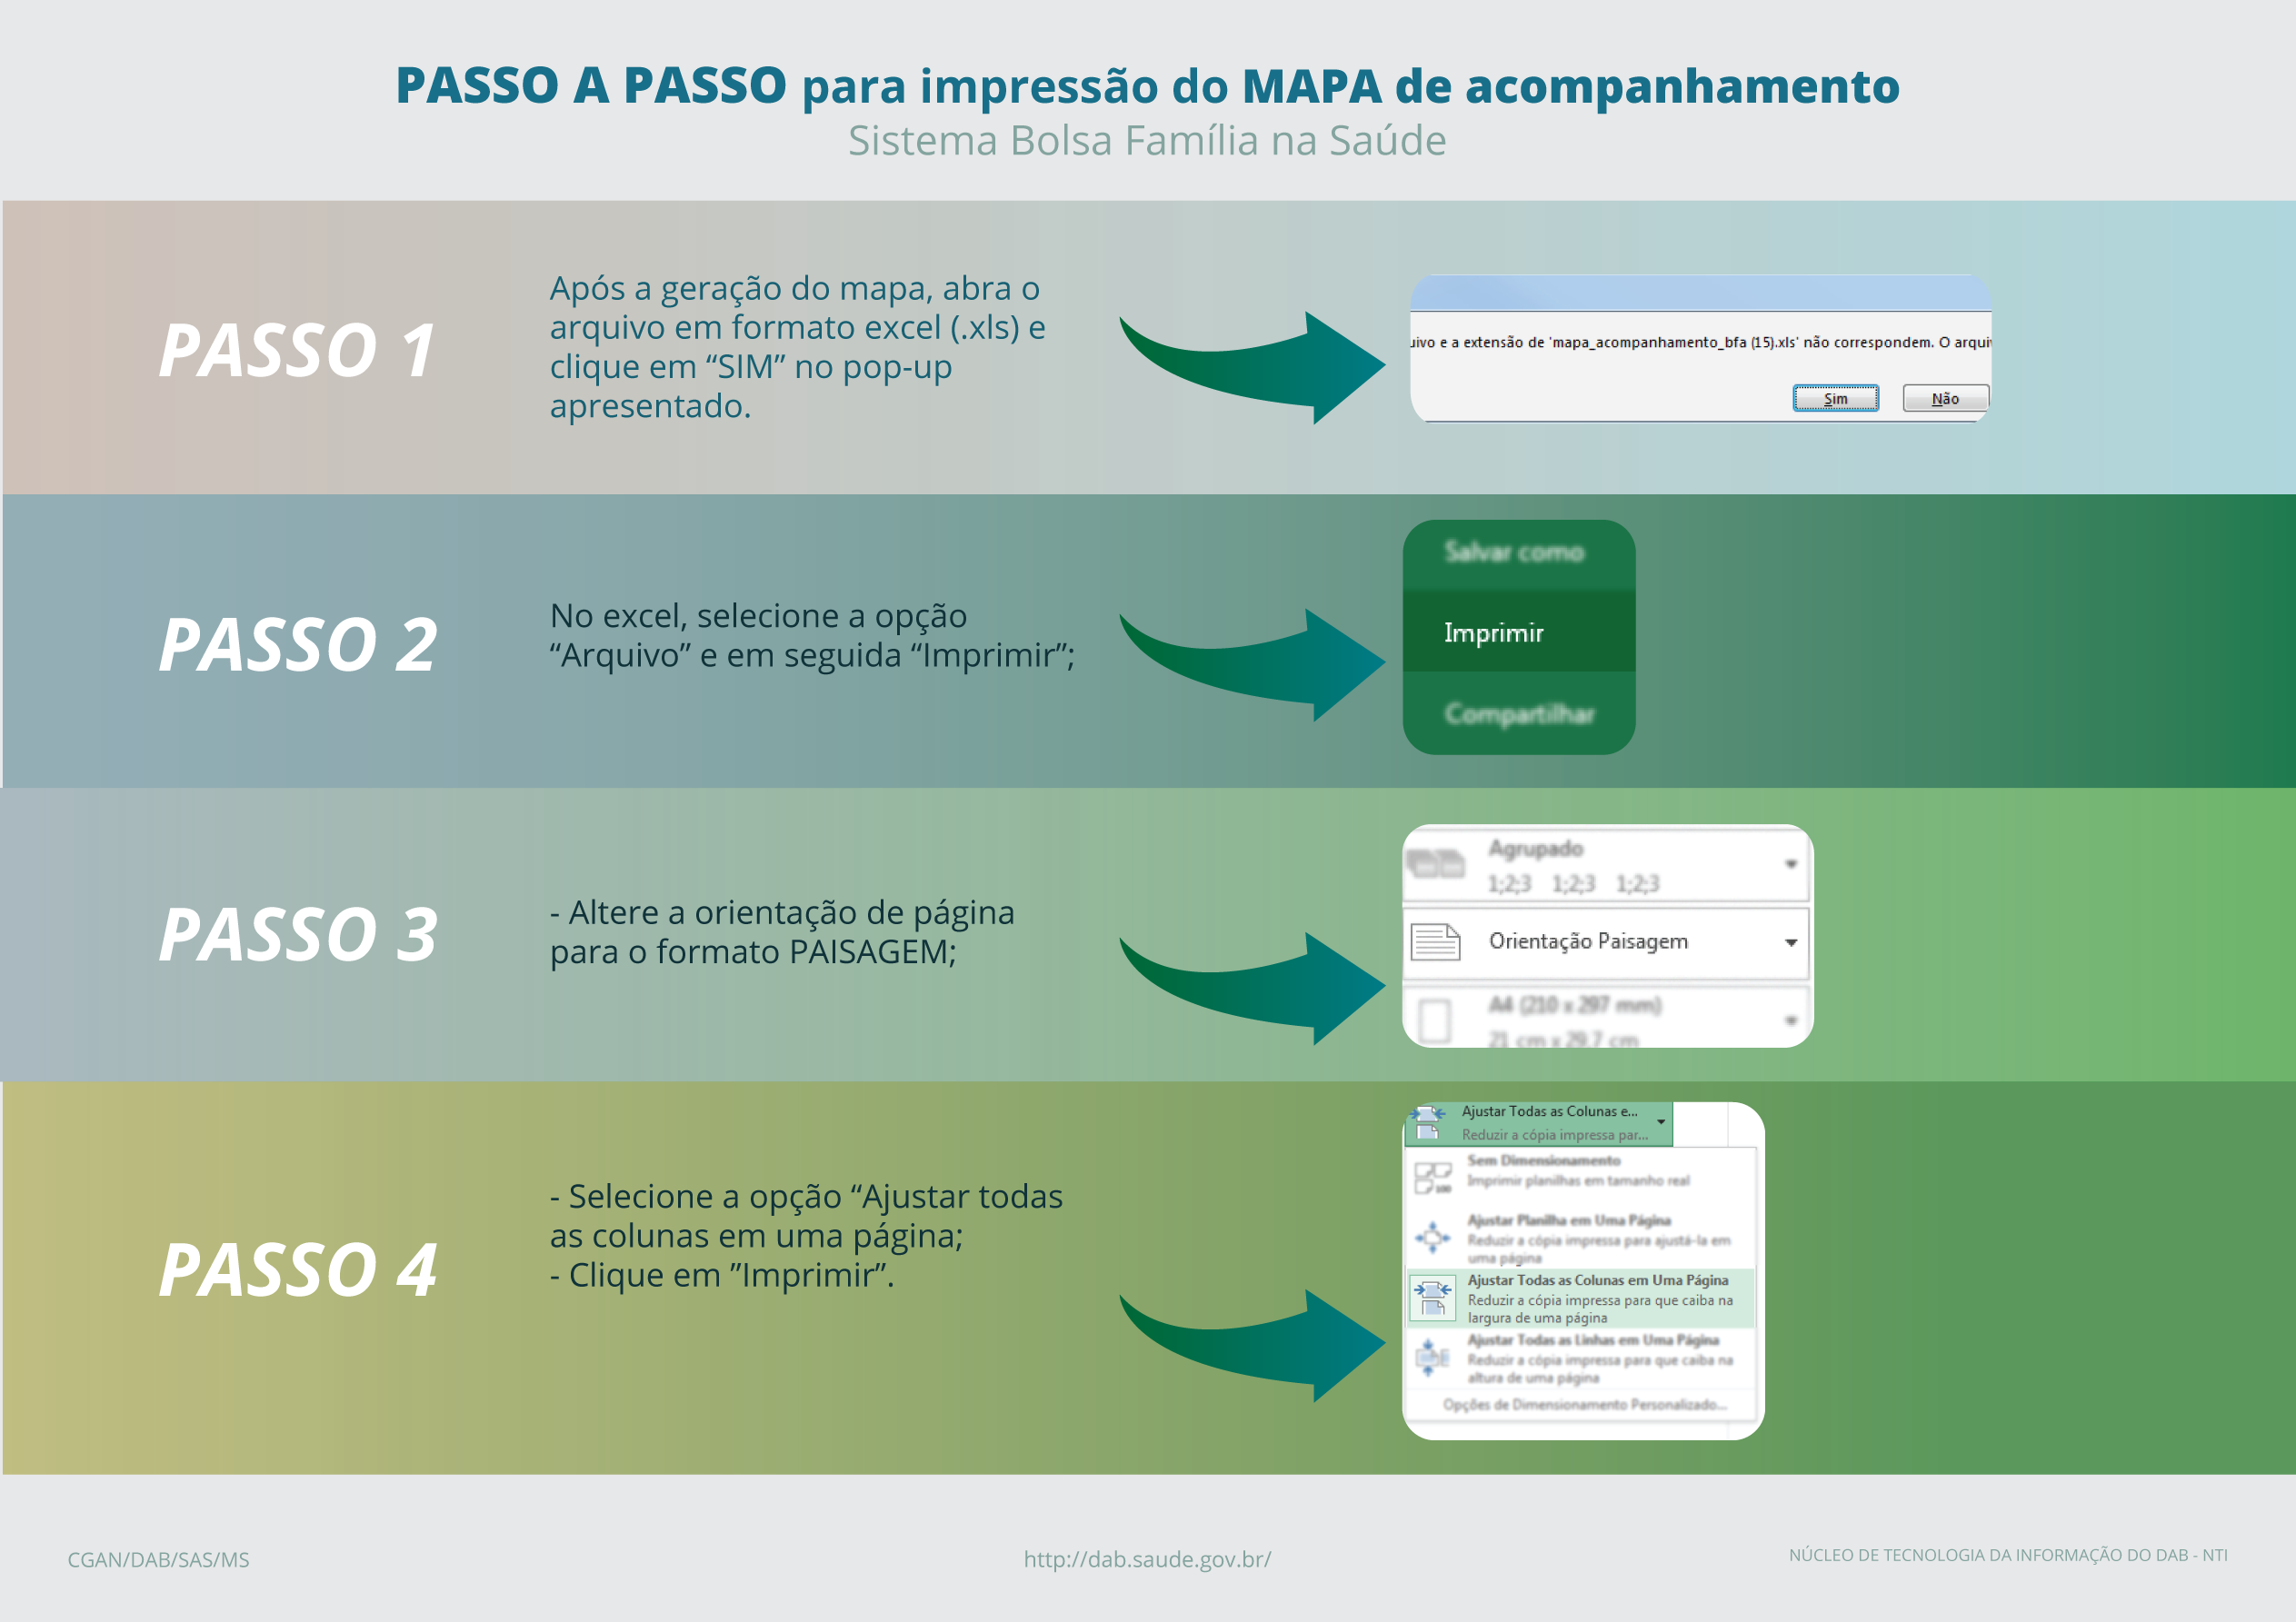 PASSO A PASSO para impressão do MAPA de acompanhamento
Sistema Bolsa Família na Saúde
PASSO 1
Após a geração do mapa, abra o
arquivo em formato excel (.xls) e
clique em “SIM” no pop-up
apresentado.
uivo e a extensão de 'mapa_acompanhamento_bfa (15).xls' não correspondem. O arqui
Sim Não
PASSO 2
No excel, selecione a opção
“Arquivo” e em seguida “Imprimir”;
Salvar como
Imprimir
Compartilhar
PASSO 3
- Altere a orientação de página
para o formato PAISAGEM;
Agrupado
1;2;3 1;2;3 1;2;3
Orientação Paisagem
A4 (210 x 297 mm)
21 cm x 29,7 cm
PASSO 4
- Selecione a opção “Ajustar todas
as colunas em uma página;
- Clique em ”Imprimir”.
Ajustar Todas as Colunas e...
Reduzir a cópia impressa par...
Sem Dimensionamento
Imprimir planilhas em tamanho real
100
Ajustar Planilha em Uma Página
Reduzir a cópia impressa para ajustá-la em
uma página
Ajustar Todas as Colunas em Uma Página
Reduzir a cópia impressa para que caiba na
largura de uma página
Ajustar Todas as Linhas em Uma Página
Reduzir a cópia impressa para que caiba na
altura de uma página
Opções de Dimensionamento Personalizado...
CGAN/DAB/SAS/MS
http://dab.saude.gov.br/
NÚCLEO DE TECNOLOGIA DA INFORMAÇÃO DO DAB - NTI